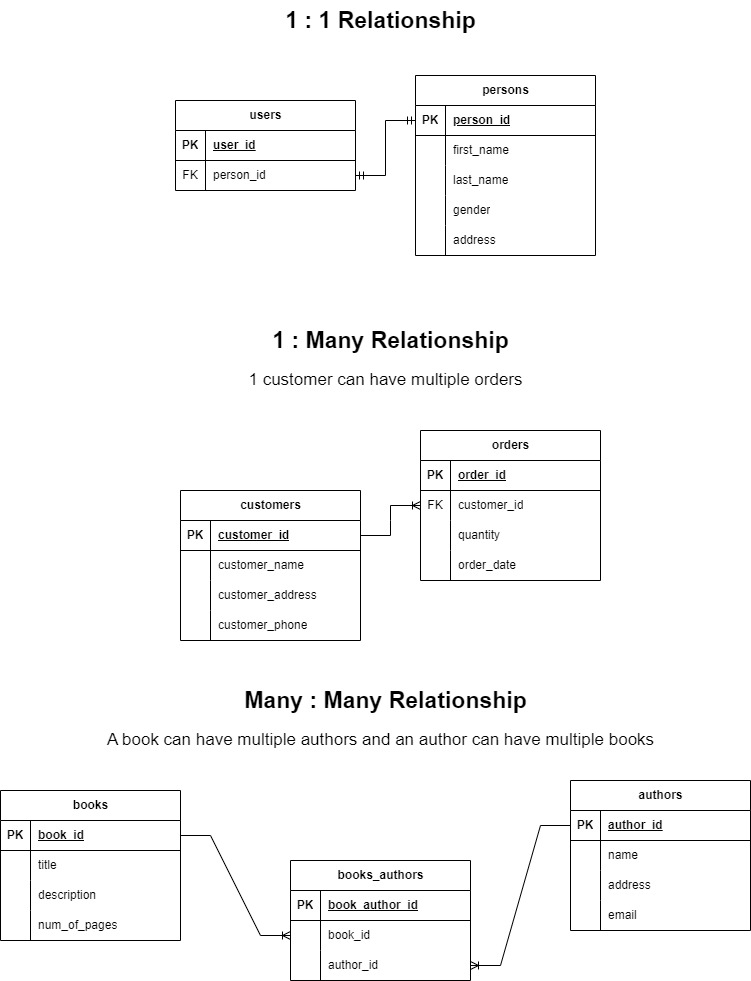 1 : 1 Relationship
persons
PK person_id
first_name
last_name
gender
address
users
PK user_id
FK person_id
1 : Many Relationship
1 customer can have multiple orders
orders
PK order_id
FK customer_id
quantity
order_date
customers
PK customer_id
customer_name
customer_address
customer_phone
Many : Many Relationship
A book can have multiple authors and an author can have multiple books
books
PK book_id
title
description
num_of_pages
books_authors
PK book_author_id
book_id
author_id
authors
PK author_id
name
address
email